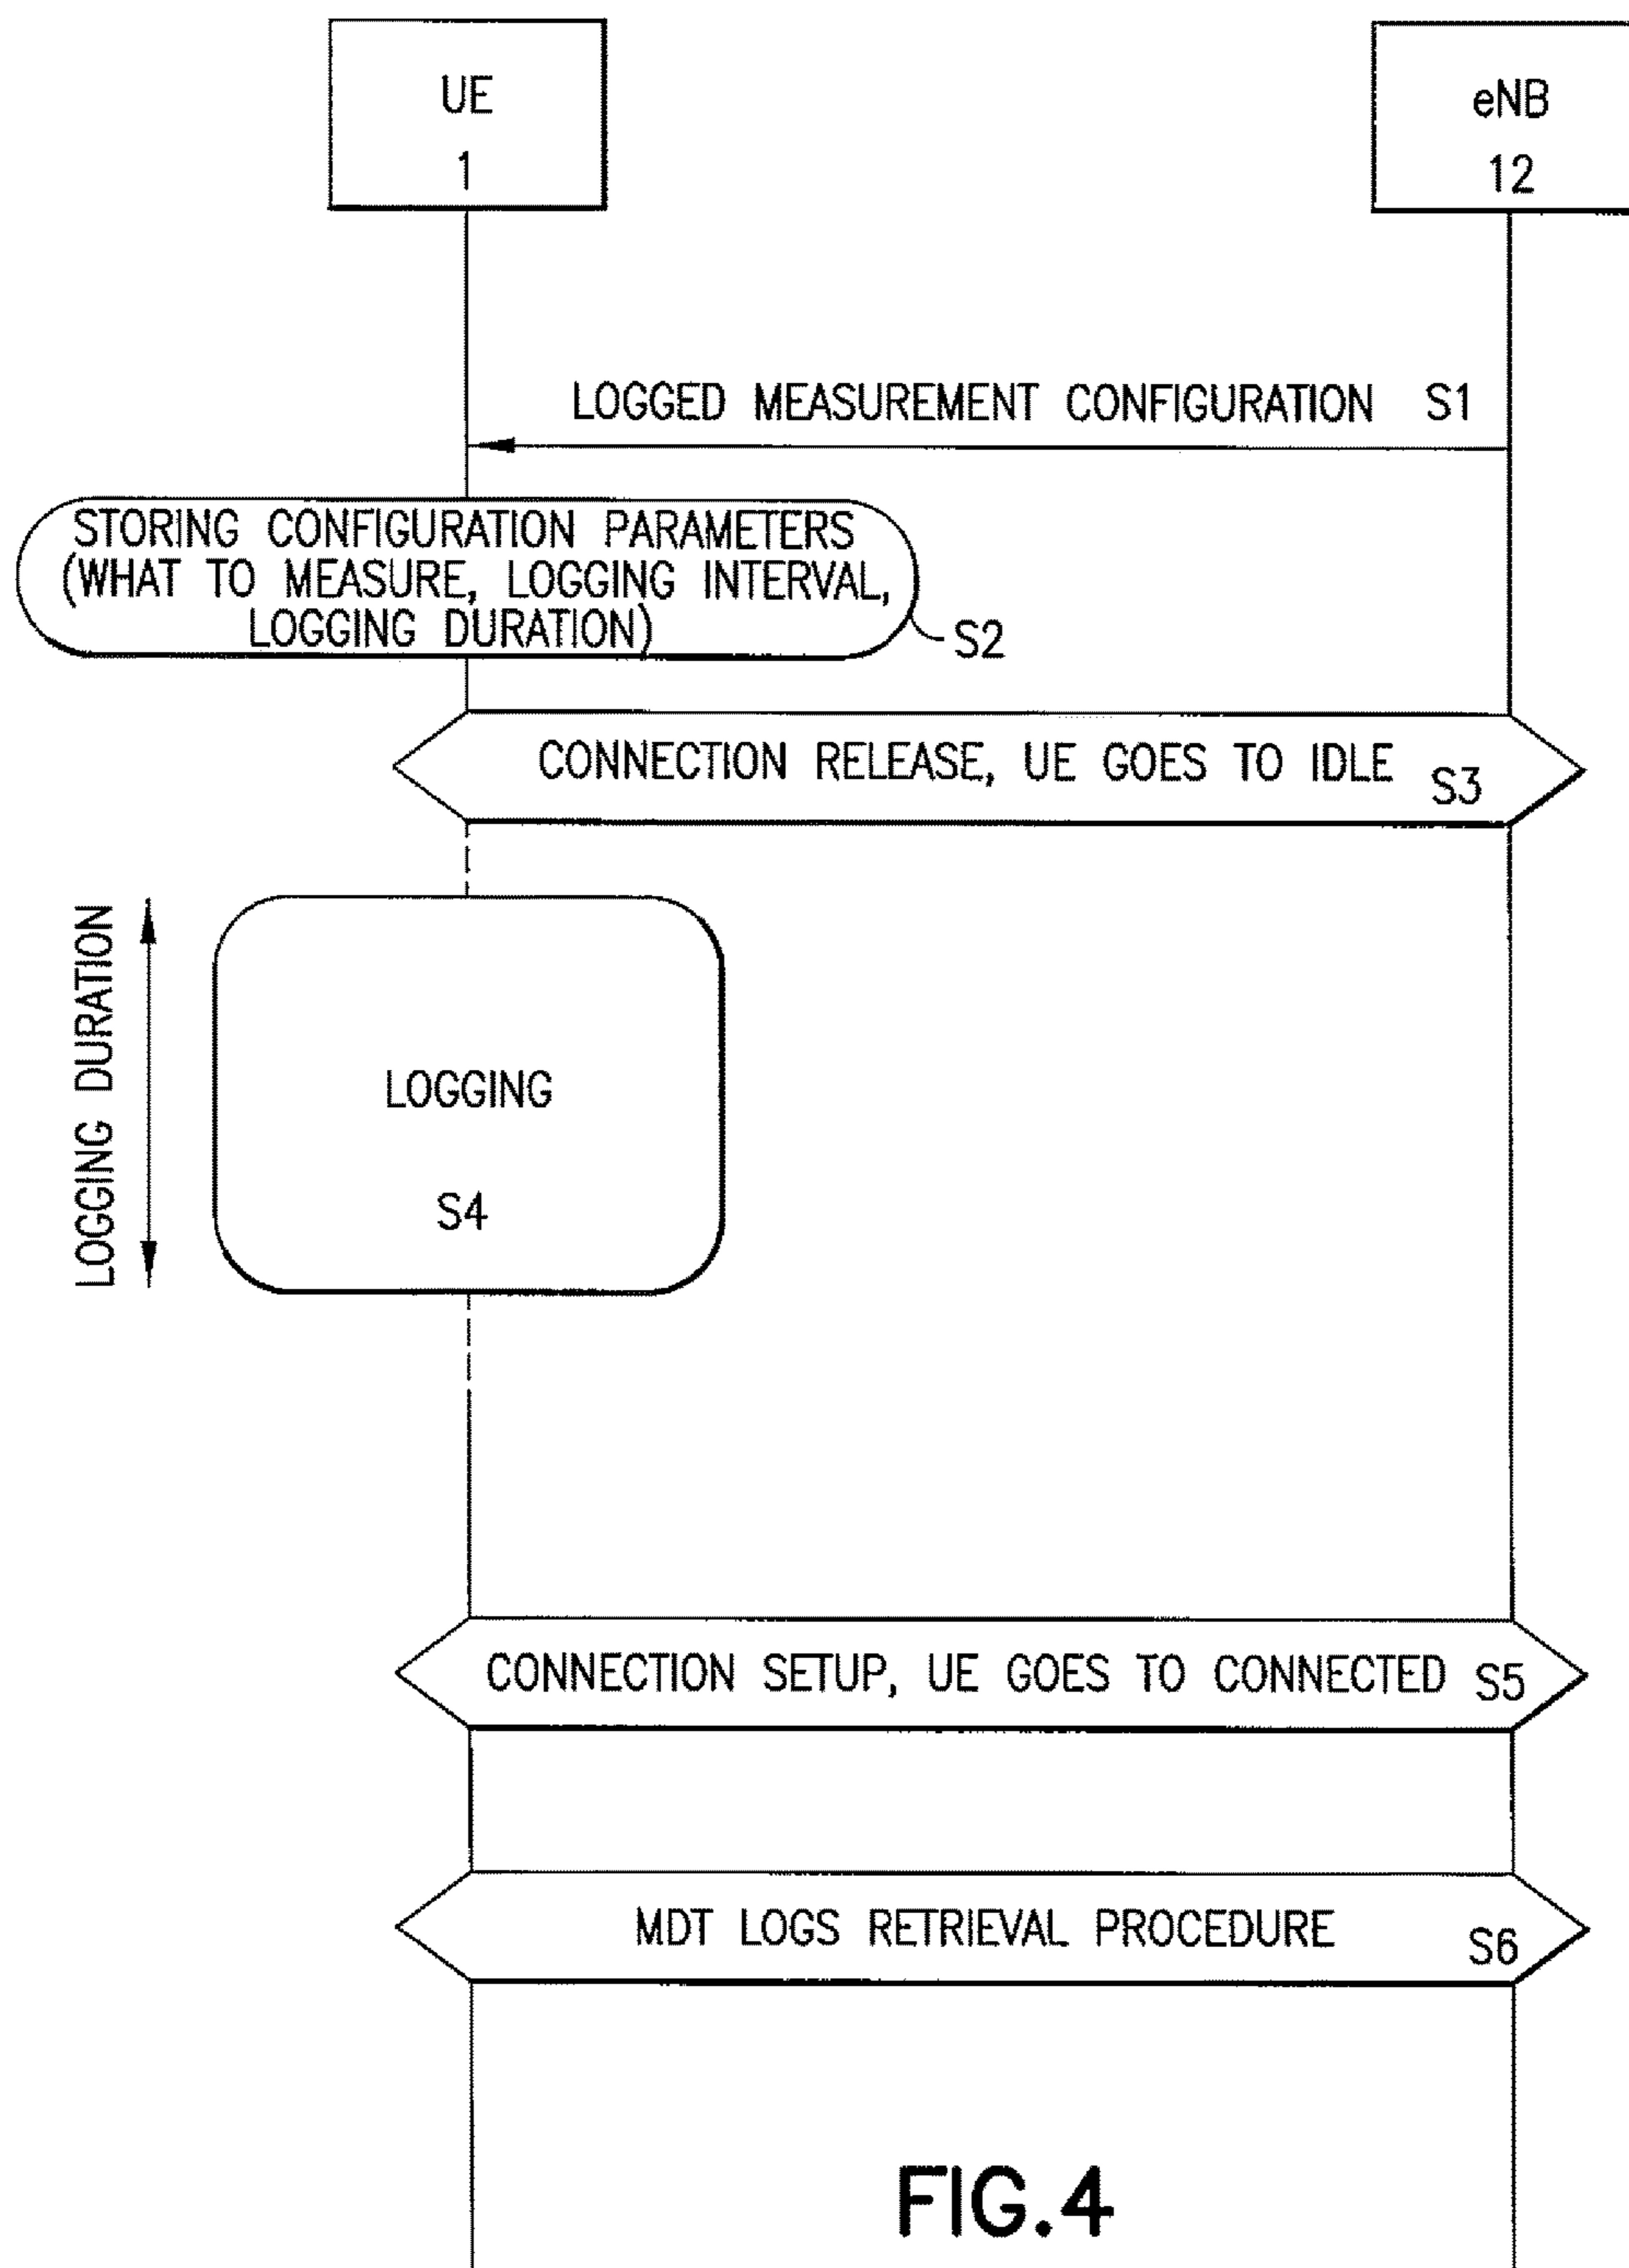 UE
1
eNB
12
LOGGED MEASUREMENT CONFIGURATION S1
STORING CONFIGURATION PARAMETERS
(WHAT TO MEASURE, LOGGING INTERVAL,
LOGGING DURATION)
S2
CONNECTION RELEASE, UE GOES TO IDLE S3
LOGGING DURATION
LOGGING
S4
CONNECTION SETUP, UE GOES TO CONNECTED S5
MDT LOGS RETRIEVAL PROCEDURE S6
FIG.4